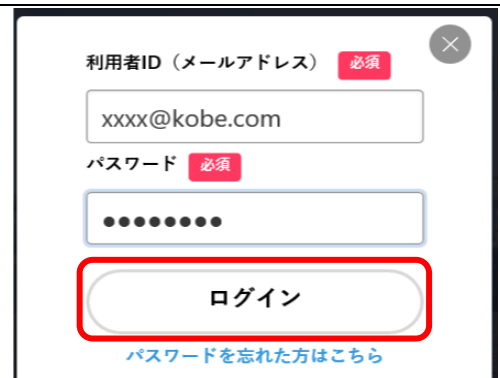 利用者ID（メールアドレス） 必須
xxxx@kobe.com
パスワード 必須
●●●●●●●●
ログイン
パスワードを忘れた方はこちら